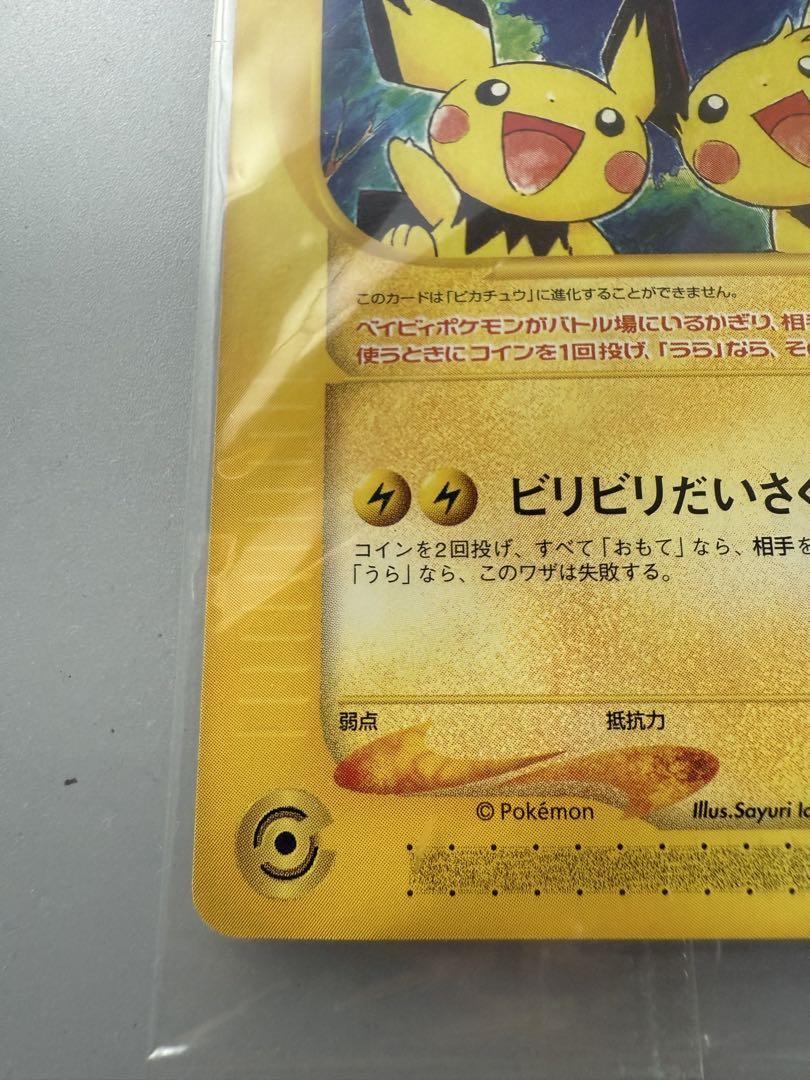 このカードは「ピカチュウ」に進化することができません。
ベイビィポケモンがバトル場にいるかぎり、相手
使うときにコインを1回投げ、「うら」なら、そ
ビリビリだいさく
コインを2回投げ、すべて「おもて」なら、相手を
「うら」なら、このワザは失敗する。
弱点 抵抗力
© Pokémon Illus.Sayuri